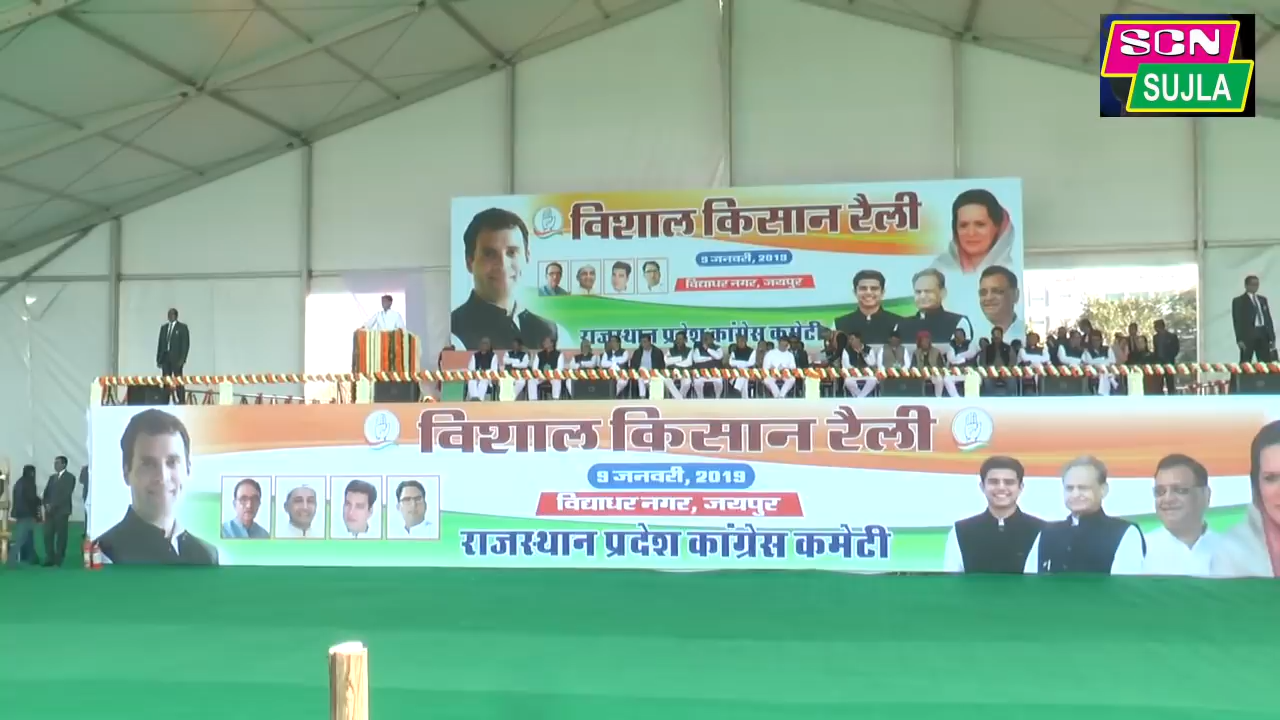 SCN
SUJLA
विशाल किसान रैली
9 जनवरी, 2019
विद्याधर नगर, जयपुर
राजस्थान प्रदेश कांग्रेस कमेटी
विशाल किसान रैली
9 जनवरी, 2019
विद्याधर नगर, जयपुर
राजस्थान प्रदेश कांग्रेस कमेटी